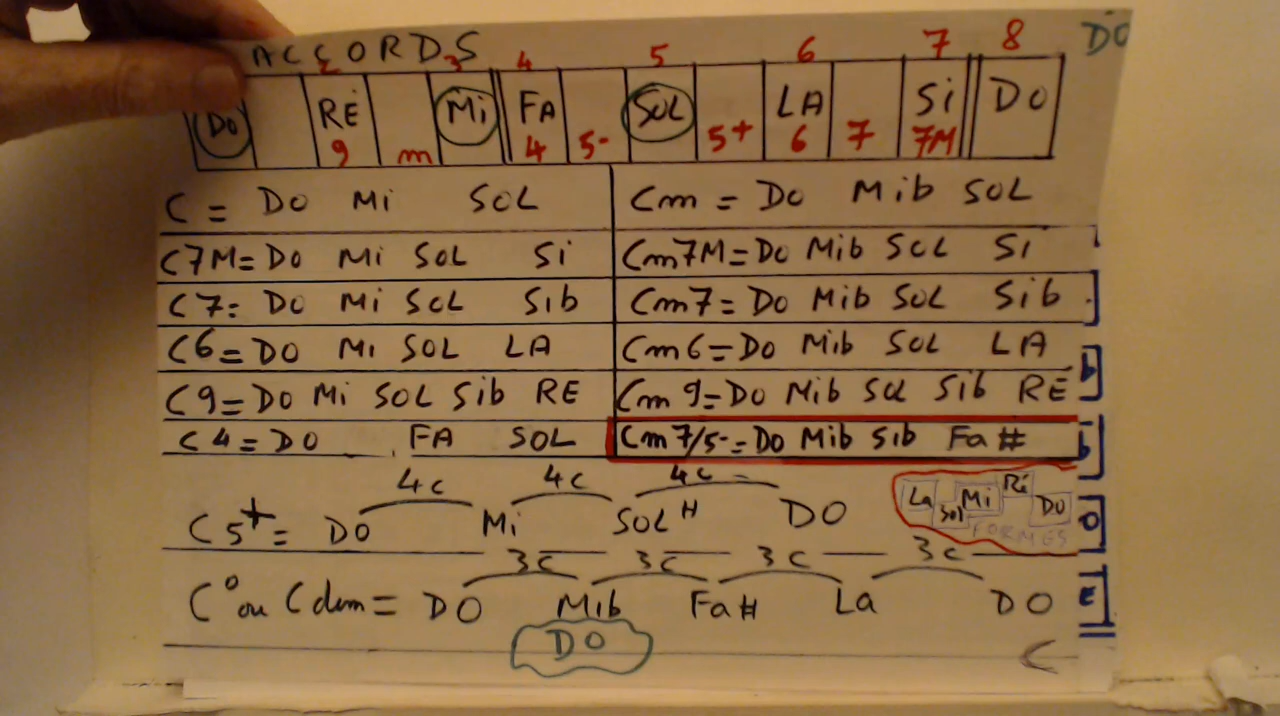 ACCORDS DO
2 3 4 5 6 7 8
DO RÉ Mi FA SOL LA Si DO
9 m 4 5- 5+ 6 7 7M
C = DO Mi SOL
Cm = DO Mib SOL
C7M = DO Mi SOL Si
Cm7M = DO Mib SOL Si
C7 = DO Mi SOL Sib
Cm7 = DO Mib SOL Sib
C6 = DO Mi SOL LA
Cm6 = DO Mib SOL LA
C9 = DO Mi SOL Sib RE
Cm9 = DO Mib SOL Sib RÉ
C4 = DO FA SOL
Cm7/5- = DO Mib Sib Fa#
4c 4c 4c
C5+ = DO Mi SOL# DO
La Sol Mi Ré DO
FORMES
3c 3c 3c 3c
C° ou Cdim = DO Mib Fa# La DO
DO
C